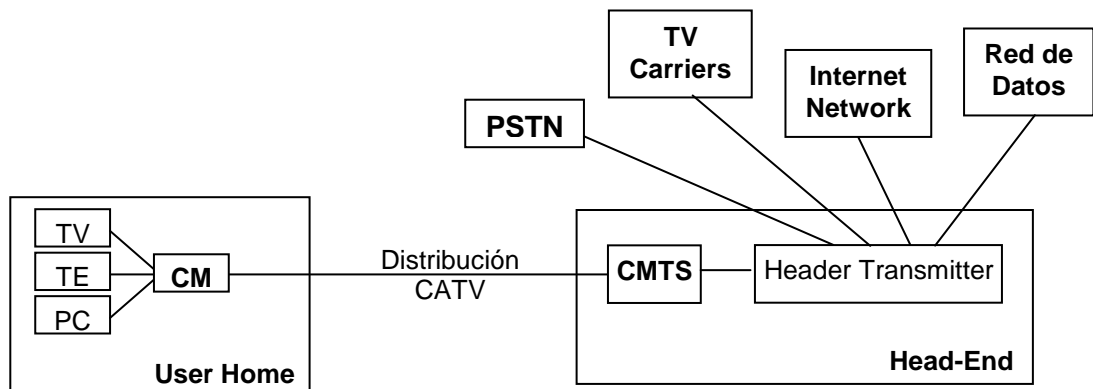 TV
Carriers
Internet
Network
Red de
Datos
PSTN
TV
TE
PC
CM
Distribución
CATV
CMTS
Header Transmitter
User Home
Head-End